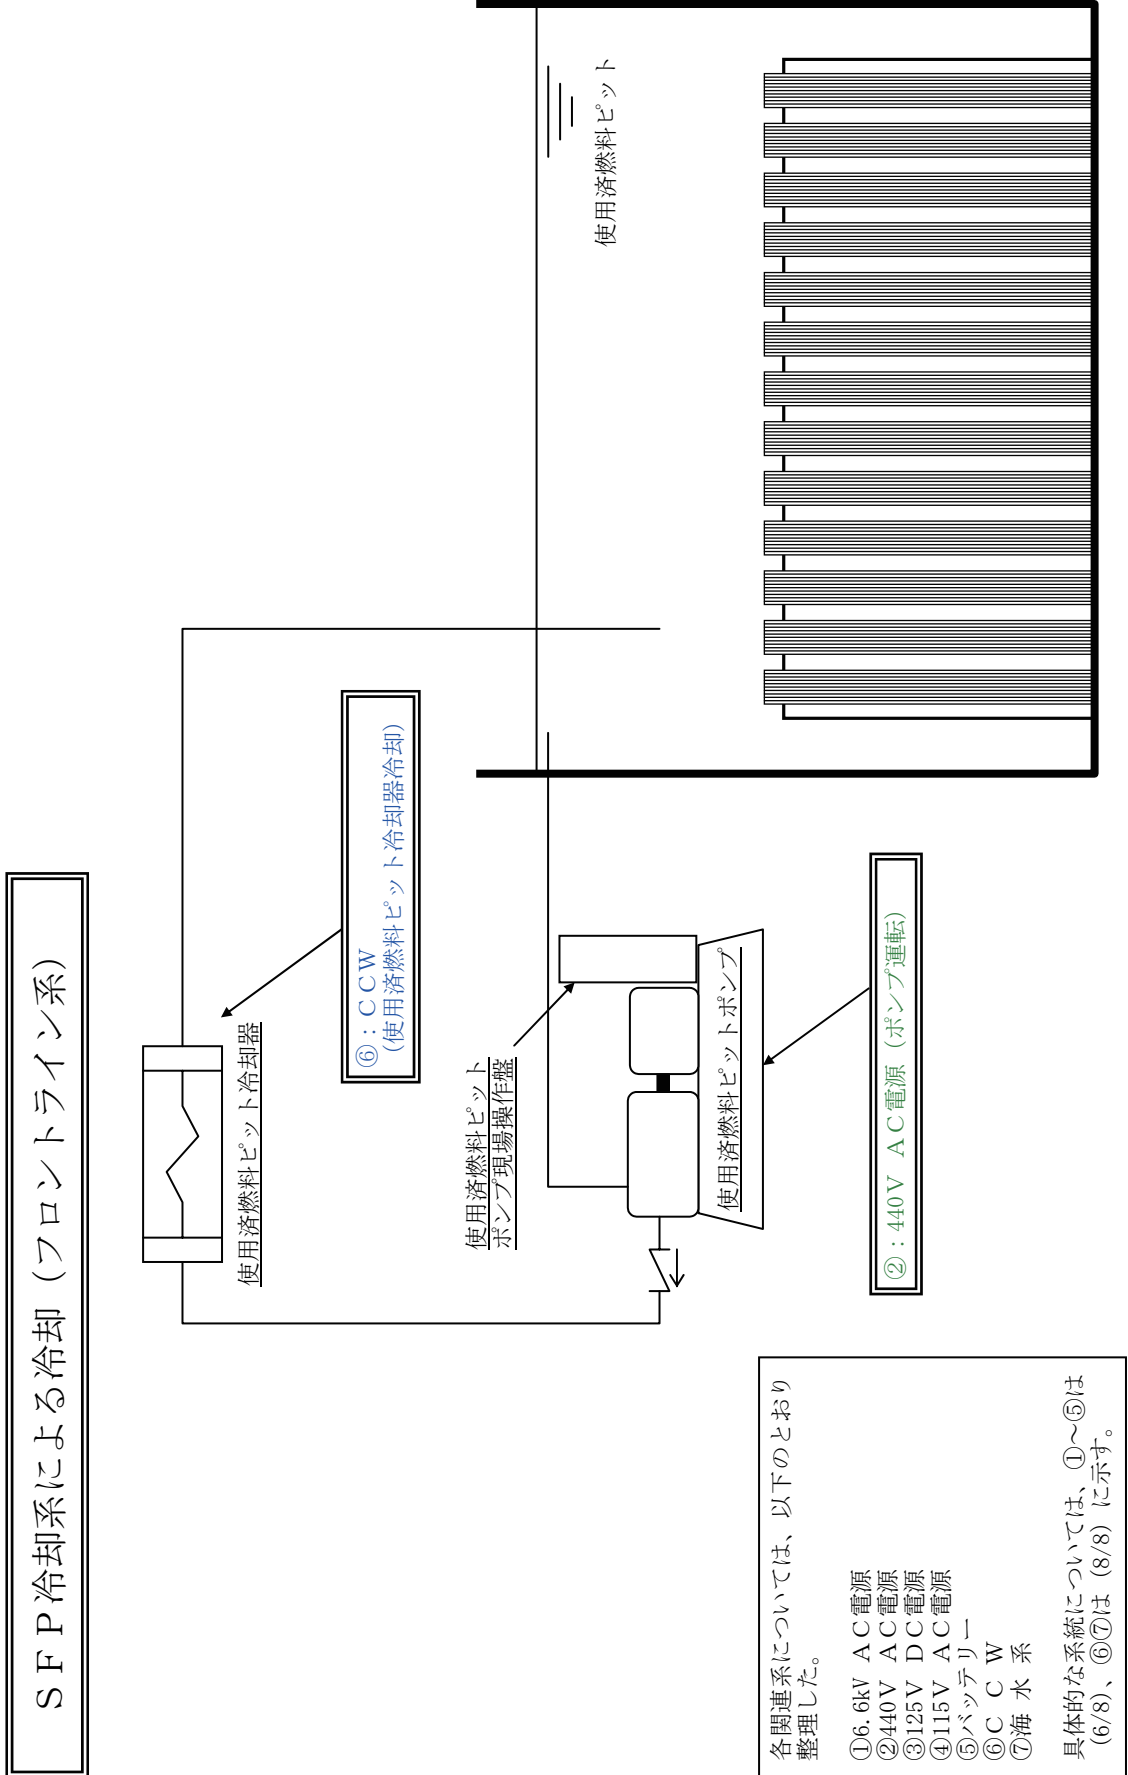 ＳＦＰ冷却系による冷却（フロントライン系）
使用済燃料ピット冷却器
⑥：ＣＣＷ
（使用済燃料ピット冷却器冷却）
使用済燃料ピット
ポンプ現場操作盤
使用済燃料ピット
使用済燃料ピットポンプ
②：440V ＡＣ電源（ポンプ運転）
各関連系については、以下のとおり
整理した。
①6.6kV ＡＣ電源
②440V ＡＣ電源
③125V ＤＣ電源
④115V ＡＣ電源
⑤バッテリー
⑥Ｃ Ｃ Ｗ
⑦海 水 系
具体的な系統については、①～⑤は
(6/8)、⑥⑦は (8/8) に示す。